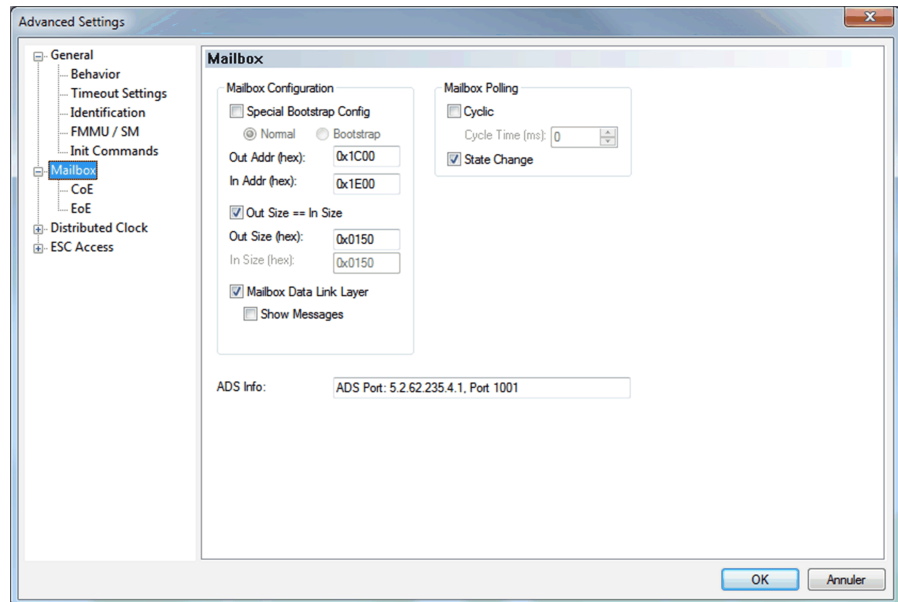 Advanced Settings
General
Behavior
Timeout Settings
Identification
FMMU / SM
Init Commands
Mailbox
CoE
EoE
Distributed Clock
ESC Access
Mailbox
Mailbox Configuration
Special Bootstrap Config
Normal Bootstrap
Out Addr (hex): 0x1C00
In Addr (hex): 0x1E00
Out Size == In Size
Out Size (hex): 0x0150
In Size (hex): 0x0150
Mailbox Data Link Layer
Show Messages
Mailbox Polling
Cyclic
Cycle Time (ms): 0
State Change
ADS Info: ADS Port: 5.2.62.235.4.1, Port 1001
OK Annuler